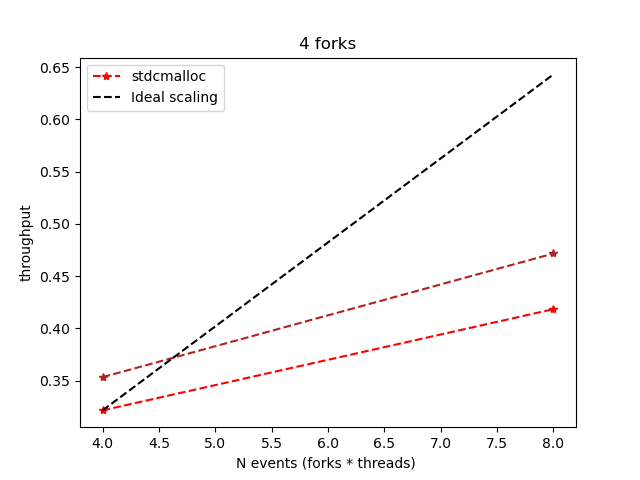 4 forks
stdcmalloc
Ideal scaling
0.65
0.60
0.55
0.50
0.45
0.40
0.35
throughput
4.0 4.5 5.0 5.5 6.0 6.5 7.0 7.5 8.0
N events (forks * threads)